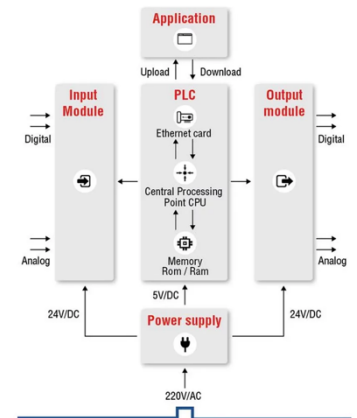 Application
Upload
Download
Input
Module
PLC
Output
module
Ethernet card
Digital
Digital
Central Processing
Point CPU
Analog
Analog
Memory
Rom / Ram
5V/DC
24V/DC
24V/DC
Power supply
220V/AC